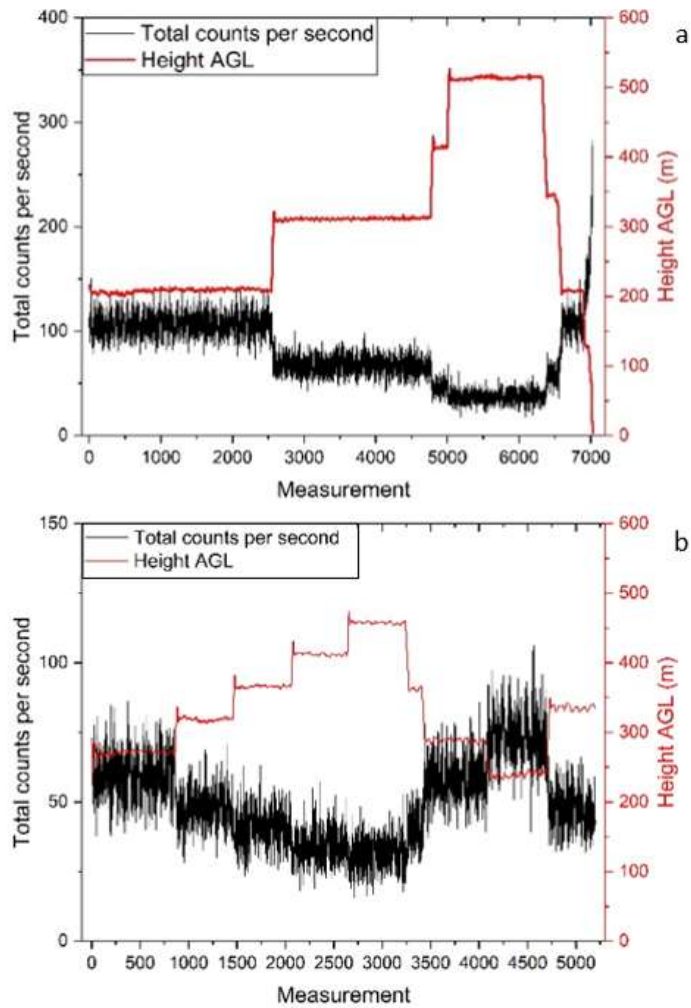 a
400
300
200
100
0
Total counts per second
Total counts per second
Height AGL
600
500
400
300
200
100
0
Height AGL (m)
0 1000 2000 3000 4000 5000 6000 7000
Measurement
b
150
100
50
0
Total counts per second
Total counts per second
Height AGL
600
500
400
300
200
100
0
Height AGL (m)
0 500 1000 1500 2000 2500 3000 3500 4000 4500 5000
Measurement